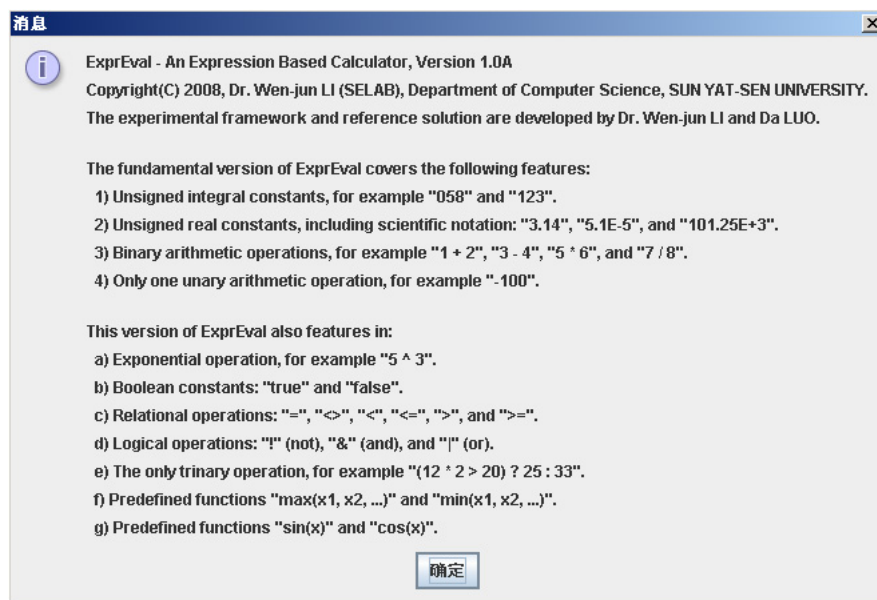 消息
ExprEval - An Expression Based Calculator, Version 1.0A
Copyright(C) 2008, Dr. Wen-jun LI (SELAB), Department of Computer Science, SUN YAT-SEN UNIVERSITY.
The experimental framework and reference solution are developed by Dr. Wen-jun LI and Da LUO.
The fundamental version of ExprEval covers the following features:
1) Unsigned integral constants, for example "058" and "123".
2) Unsigned real constants, including scientific notation: "3.14", "5.1E-5", and "101.25E+3".
3) Binary arithmetic operations, for example "1 + 2", "3 - 4", "5 * 6", and "7 / 8".
4) Only one unary arithmetic operation, for example "-100".
This version of ExprEval also features in:
a) Exponential operation, for example "5 ^ 3".
b) Boolean constants: "true" and "false".
c) Relational operations: "=", "<>", "<", "<=", ">", and ">=".
d) Logical operations: "!" (not), "&" (and), and "|" (or).
e) The only trinary operation, for example "(12 * 2 > 20) ? 25 : 33".
f) Predefined functions "max(x1, x2, ...)" and "min(x1, x2, ...)".
g) Predefined functions "sin(x)" and "cos(x)".
确定